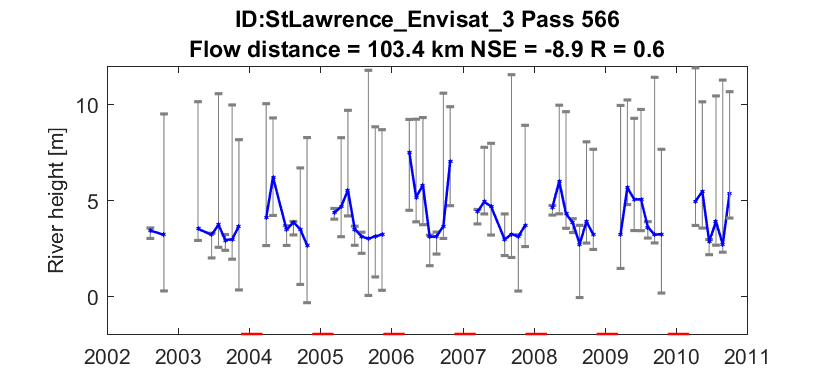 ID:StLawrence_Envisat_3 Pass 566
Flow distance = 103.4 km NSE = -8.9 R = 0.6
River height [m]
10
5
0
2002 2003 2004 2005 2006 2007 2008 2009 2010 2011